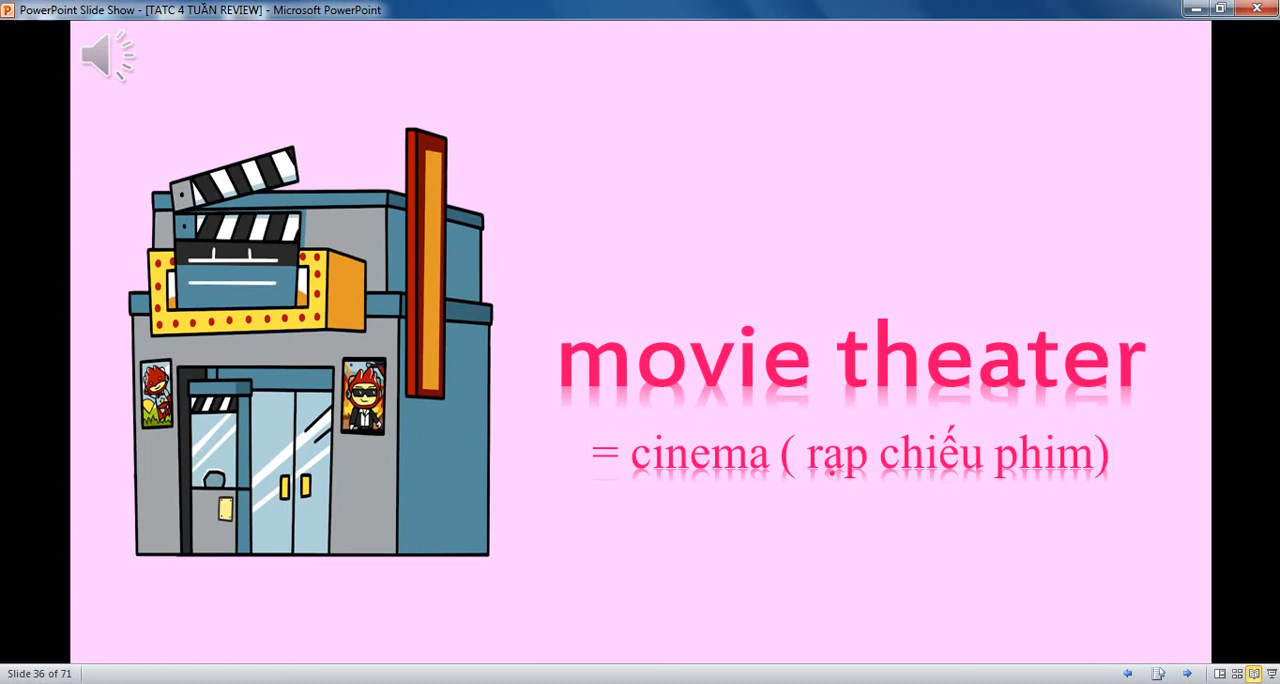 PowerPoint Slide Show - [TATC 4 TUẦN REVIEW] - Microsoft PowerPoint
movie theater
= cinema ( rạp chiếu phim)
Slide 36 of 71